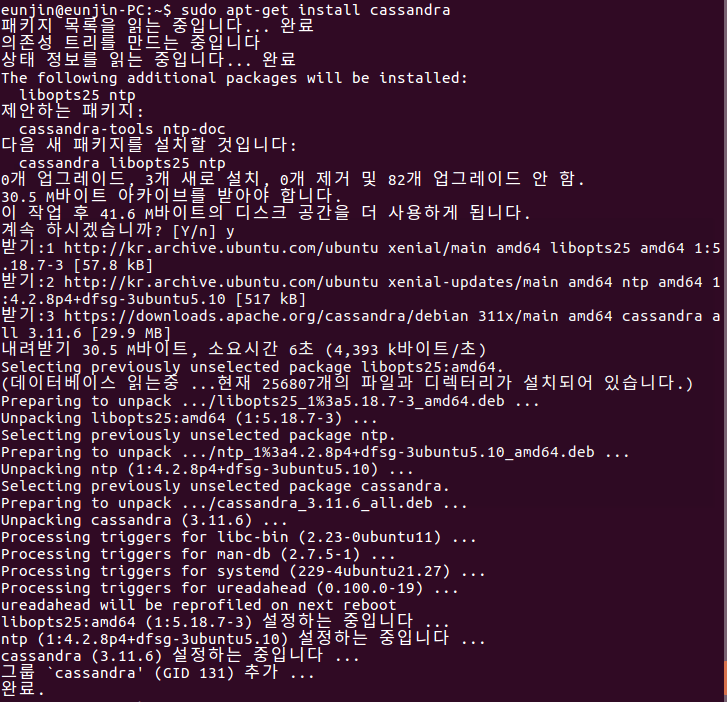 eunjin@eunjin-PC:~$ sudo apt-get install cassandra
패키지 목록을 읽는 중입니다... 완료
의존성 트리를 만드는 중입니다
상태 정보를 읽는 중입니다... 완료
The following additional packages will be installed:
  libopts25 ntp
제안하는 패키지:
  cassandra-tools ntp-doc
다음 새 패키지를 설치할 것입니다:
  cassandra libopts25 ntp
0개 업그레이드, 3개 새로 설치, 0개 제거 및 82개 업그레이드 안 함.
30.5 M바이트 아카이브를 받아야 합니다.
이 작업 후 41.6 M바이트의 디스크 공간을 더 사용하게 됩니다.
계속 하시겠습니까? [Y/n] y
받기:1 http://kr.archive.ubuntu.com/ubuntu xenial/main amd64 libopts25 amd64 1:5
.18.7-3 [57.8 kB]
받기:2 http://kr.archive.ubuntu.com/ubuntu xenial-updates/main amd64 ntp amd64 1
:4.2.8p4+dfsg-3ubuntu5.10 [517 kB]
받기:3 https://downloads.apache.org/cassandra/debian 311x/main amd64 cassandra a
ll 3.11.6 [29.9 MB]
내려받기 30.5 M바이트, 소요시간 6초 (4,393 k바이트/초)
Selecting previously unselected package libopts25:amd64.
(데이터베이스 읽는중 ...현재 256807개의 파일과 디렉터리가 설치되어 있습니다.)
Preparing to unpack .../libopts25_1%3a5.18.7-3_amd64.deb ...
Unpacking libopts25:amd64 (1:5.18.7-3) ...
Selecting previously unselected package ntp.
Preparing to unpack .../ntp_1%3a4.2.8p4+dfsg-3ubuntu5.10_amd64.deb ...
Unpacking ntp (1:4.2.8p4+dfsg-3ubuntu5.10) ...
Selecting previously unselected package cassandra.
Preparing to unpack .../cassandra_3.11.6_all.deb ...
Unpacking cassandra (3.11.6) ...
Processing triggers for libc-bin (2.23-0ubuntu11) ...
Processing triggers for man-db (2.7.5-1) ...
Processing triggers for systemd (229-4ubuntu21.27) ...
Processing triggers for ureadahead (0.100.0-19) ...
ureadahead will be reprofiled on next reboot
libopts25:amd64 (1:5.18.7-3) 설정하는 중입니다 ...
ntp (1:4.2.8p4+dfsg-3ubuntu5.10) 설정하는 중입니다 ...
cassandra (3.11.6) 설정하는 중입니다 ...
그룹 `cassandra' (GID 131) 추가 ...
완료.